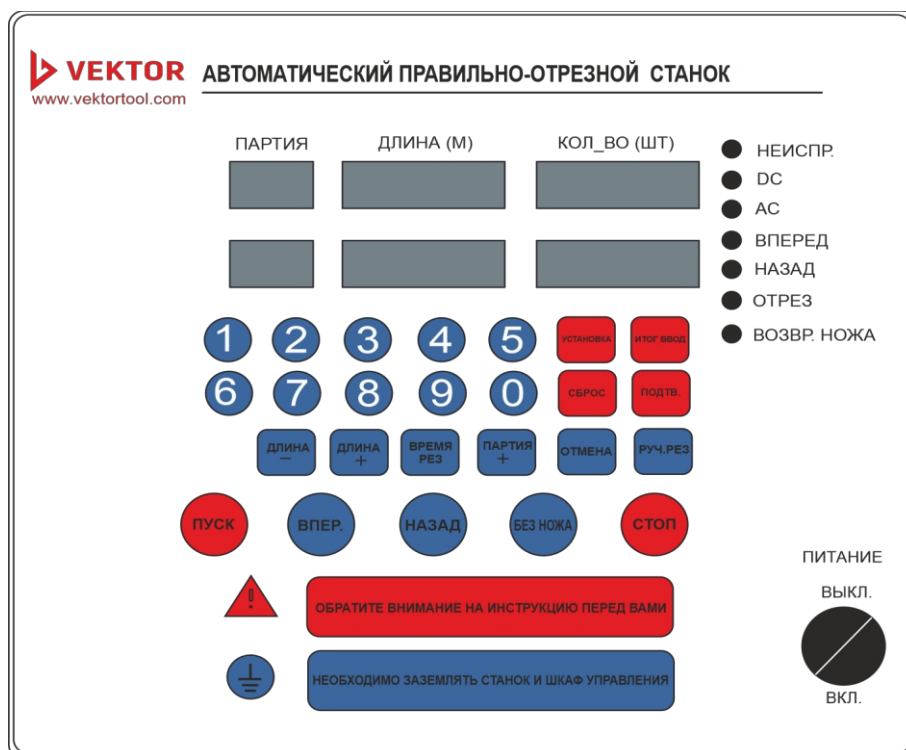 VEKTOR
www.vektortool.com
АВТОМАТИЧЕСКИЙ ПРАВИЛЬНО-ОТРЕЗНОЙ СТАНОК
ПАРТИЯ ДЛИНА (М) КОЛ_ВО (ШТ)
НЕИСПР.
DC
AC
ВПЕРЕД
НАЗАД
ОТРЕЗ
ВОЗВР. НОЖА
1 2 3 4 5 УСТАНОВКА ИТОГ ВВОД
6 7 8 9 0 СБРОС ПОДТВ.
ДЛИНА
–
ДЛИНА
+
ВРЕМЯ
РЕЗ
ПАРТИЯ
+
ОТМЕНА
РУЧ.РЕЗ
ПУСК ВПЕР. НАЗАД БЕЗ НОЖА СТОП
!
ОБРАТИТЕ ВНИМАНИЕ НА ИНСТРУКЦИЮ ПЕРЕД ВАМИ
НЕОБХОДИМО ЗАЗЕМЛЯТЬ СТАНОК И ШКАФ УПРАВЛЕНИЯ
ПИТАНИЕ
ВЫКЛ.
ВКЛ.